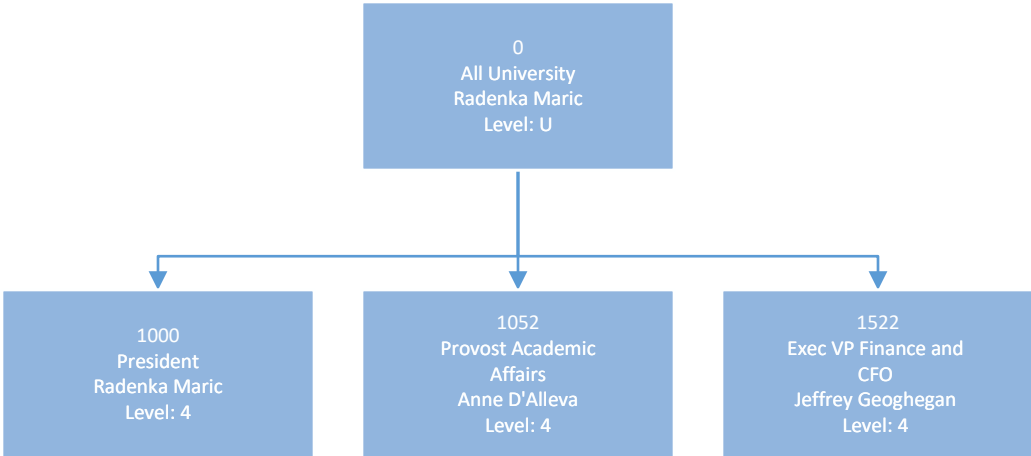 0
All University
Radenka Maric
Level: U
1000
President
Radenka Maric
Level: 4
1052
Provost Academic
Affairs
Anne D'Alleva
Level: 4
1522
Exec VP Finance and
CFO
Jeffrey Geoghegan
Level: 4